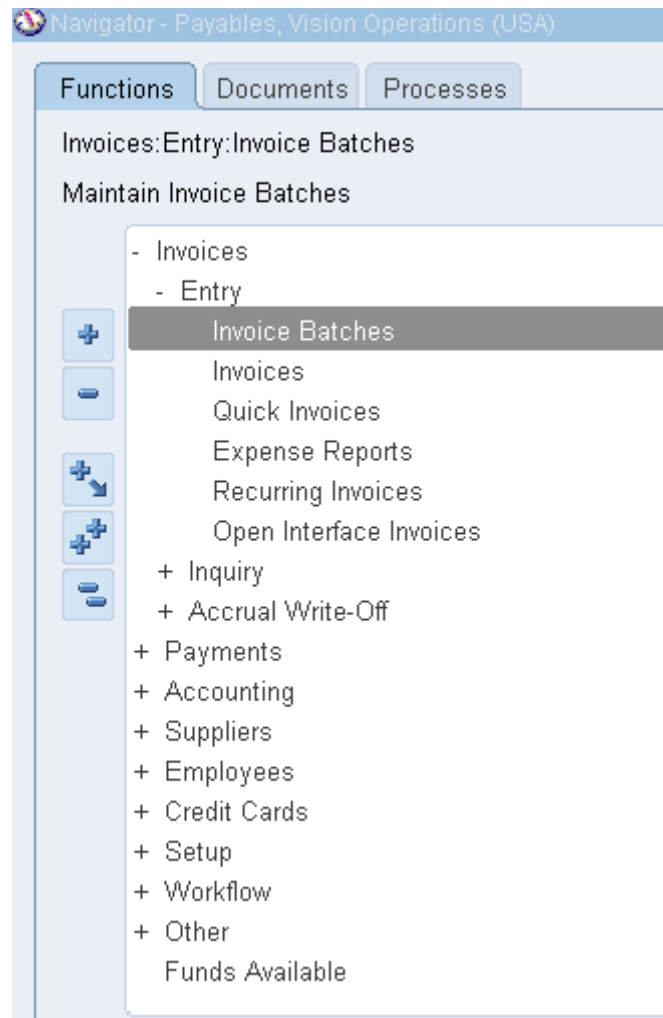 Navigator - Payables, Vision Operations (USA)
Functions Documents Processes
Invoices:Entry:Invoice Batches
Maintain Invoice Batches
- Invoices
- Entry
Invoice Batches
Invoices
Quick Invoices
Expense Reports
Recurring Invoices
Open Interface Invoices
+ Inquiry
+ Accrual Write-Off
+ Payments
+ Accounting
+ Suppliers
+ Employees
+ Credit Cards
+ Setup
+ Workflow
+ Other
Funds Available